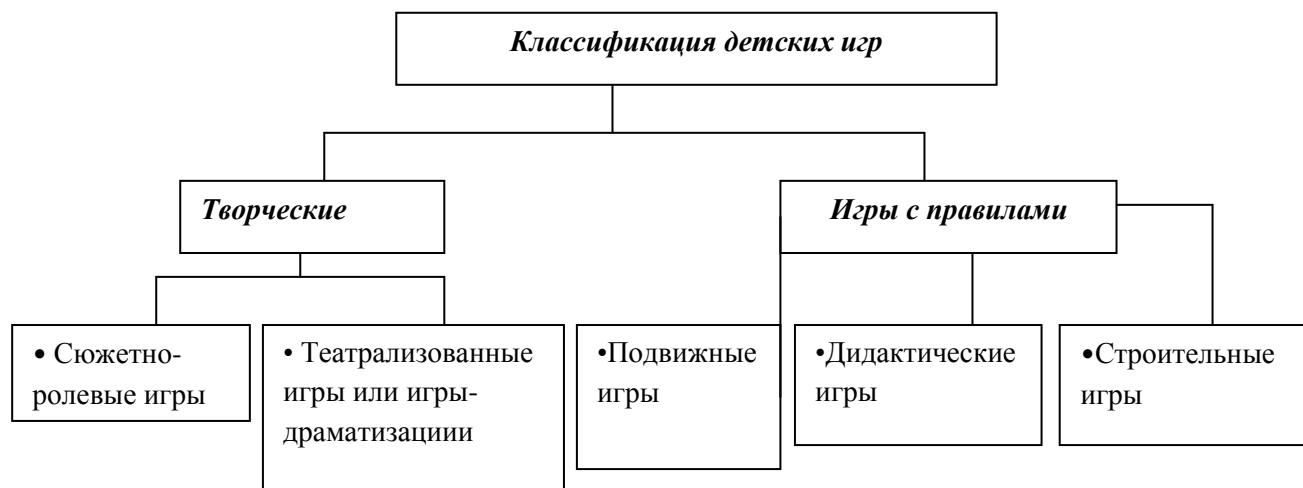 Классификация детских игр
Творческие
Игры с правилами
• Сюжетно-
ролевые игры
• Театрализованные
игры или игры-
драматизациии
•Подвижные
игры
•Дидактические
игры
•Строительные
игры